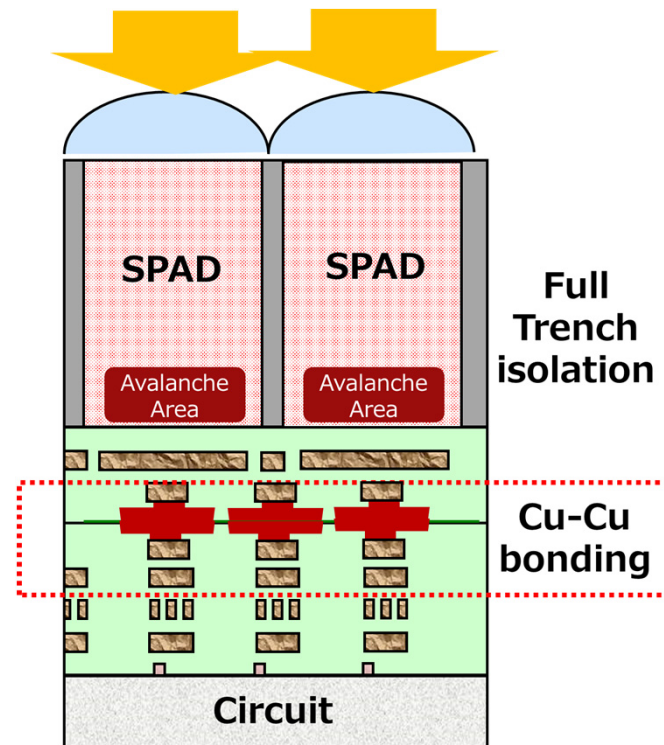 SPAD
SPAD
Full
Trench
isolation
Avalanche
Area
Avalanche
Area
Cu-Cu
bonding
Circuit